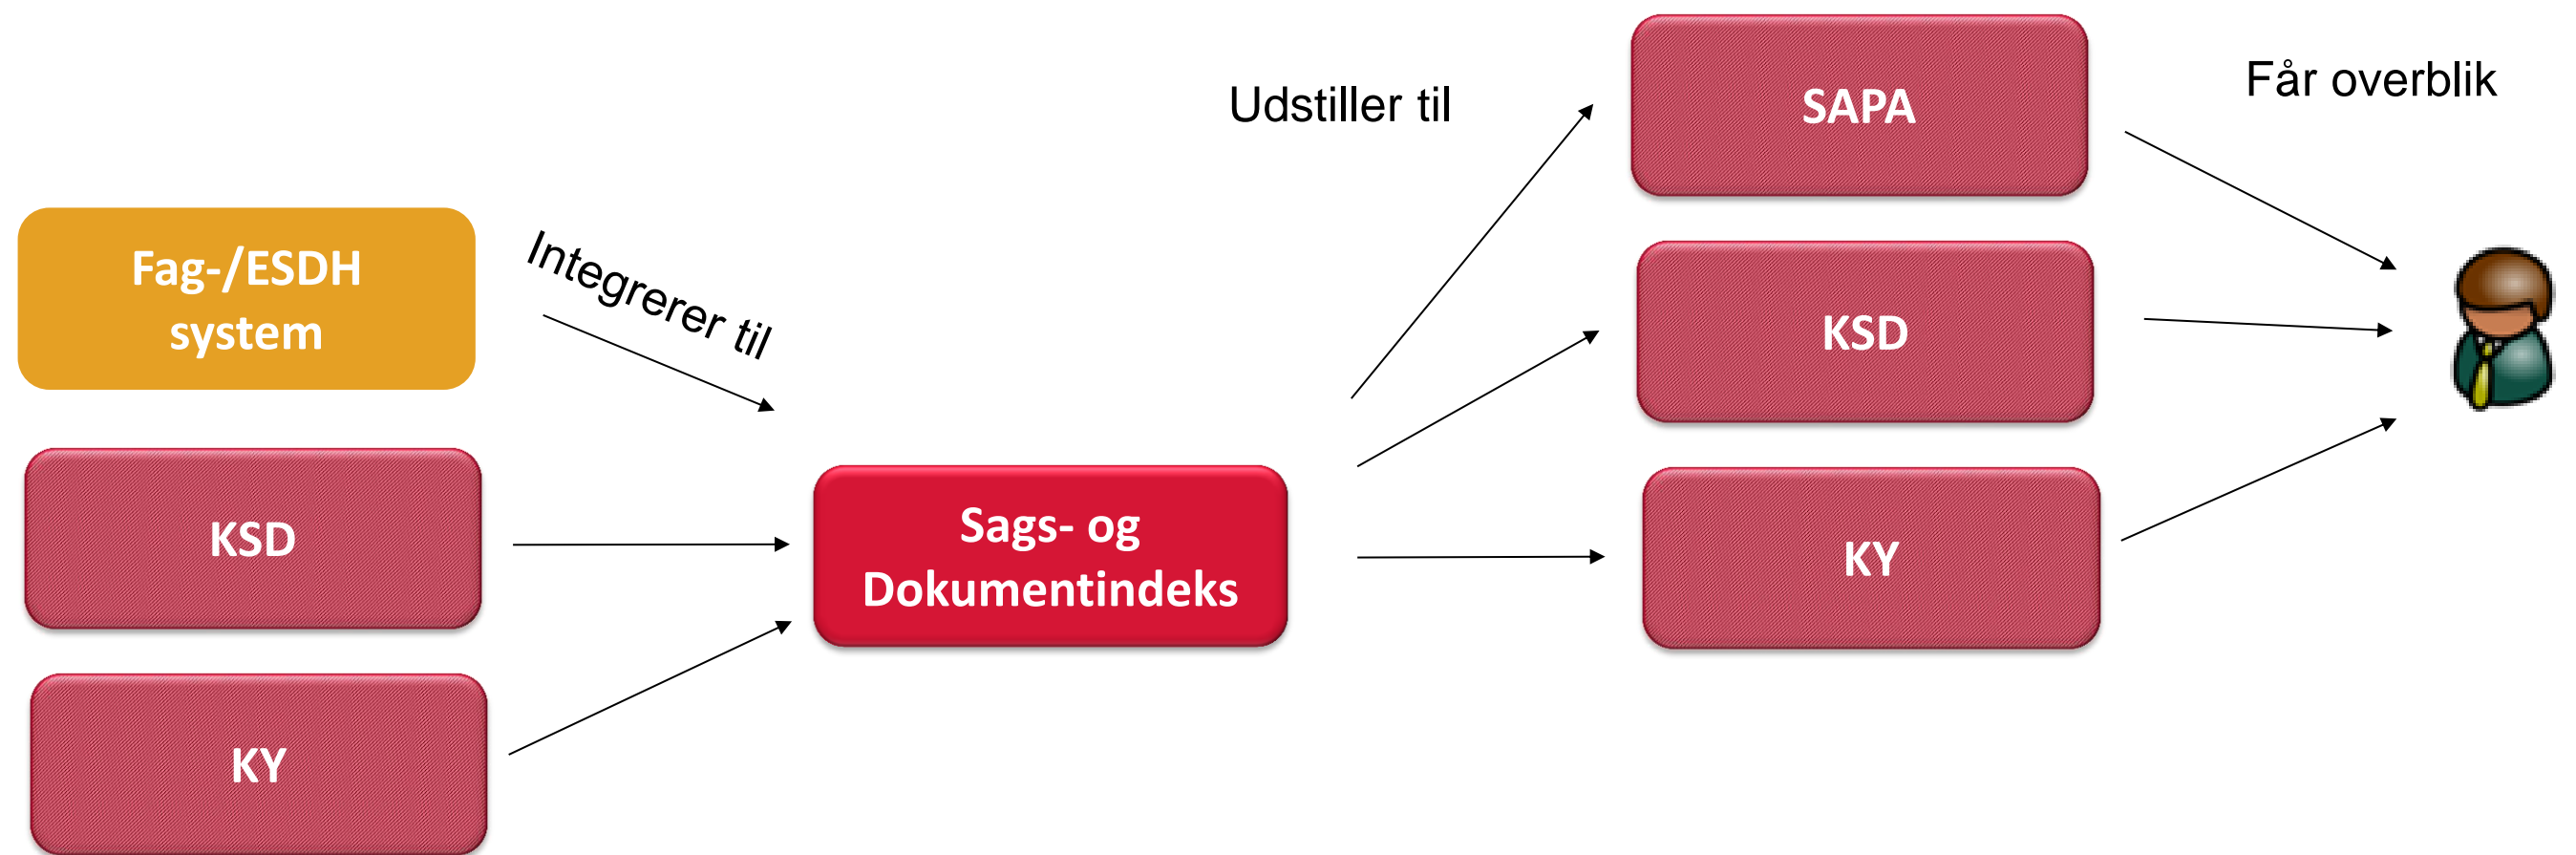 Fag-/ESDH
system
KSD
KY
Integrerer til
Sags- og
Dokumentindeks
Udstiller til
SAPA
KSD
KY
Får overblik